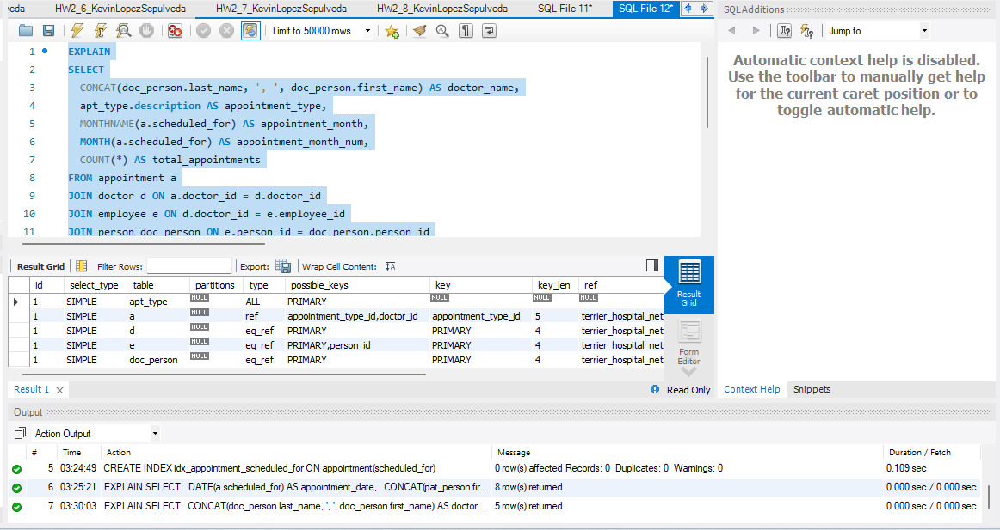 veda HW2_6_KevinLopezSepulveda HW2_7_KevinLopezSepulveda HW2_8_KevinLopezSepulveda SQL File 11* SQL File 12*
Limit to 50000 rows
1 EXPLAIN
2 SELECT
3 CONCAT(doc_person.last_name, ', ', doc_person.first_name) AS doctor_name,
4 apt_type.description AS appointment_type,
5 MONTHNAME(a.scheduled_for) AS appointment_month,
6 MONTH(a.scheduled_for) AS appointment_month_num,
7 COUNT(*) AS total_appointments
8 FROM appointment a
9 JOIN doctor d ON a.doctor_id = d.doctor_id
10 JOIN employee e ON d.doctor_id = e.employee_id
11 JOIN person doc_person ON e.person_id = doc_person.person_id
Result Grid Filter Rows: Export: Wrap Cell Content:
id select_type table partitions type possible_keys key key_len ref
1 SIMPLE apt_type NULL ALL PRIMARY NULL NULL NULL
1 SIMPLE a NULL ref appointment_type_id,doctor_id appointment_type_id 5 terrier_hospital_netw
1 SIMPLE d NULL eq_ref PRIMARY PRIMARY 4 terrier_hospital_netw
1 SIMPLE e NULL eq_ref PRIMARY,person_id PRIMARY 4 terrier_hospital_netw
1 SIMPLE doc_person NULL eq_ref PRIMARY PRIMARY 4 terrier_hospital_netw
Result Grid
Form Editor
Result 1
Read Only
SQLAdditions
Jump to
Automatic context help is disabled.
Use the toolbar to manually get help
for the current caret position or to
toggle automatic help.
Context Help Snippets
Output
Action Output
# Time Action Message Duration / Fetch
5 03:24:49 CREATE INDEX idx_appointment_scheduled_for ON appointment(scheduled_for) 0 row(s) affected Records: 0 Duplicates: 0 Warnings: 0 0.109 sec
6 03:25:21 EXPLAIN SELECT DATE(a.scheduled_for) AS appointment_date, CONCAT(pat_person.fir... 8 row(s) returned 0.000 sec / 0.000 sec
7 03:30:03 EXPLAIN SELECT CONCAT(doc_person.last_name, ', ', doc_person.first_name) AS doctor... 5 row(s) returned 0.000 sec / 0.000 sec